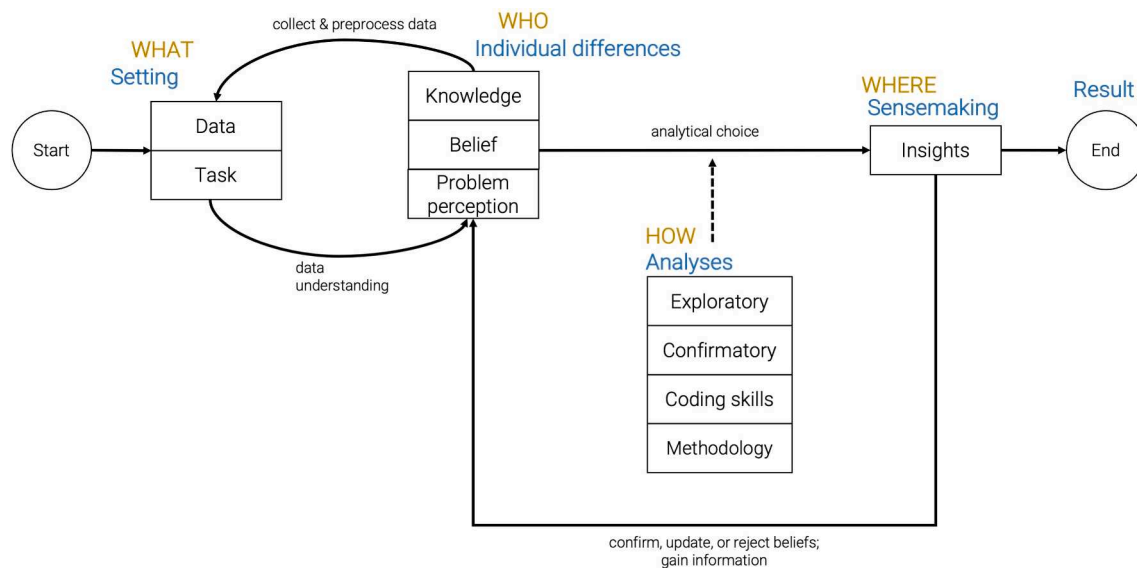 collect & preprocess data
WHAT
Setting
WHO
Individual differences
Start
Data
Task
data
understanding
Knowledge
Belief
Problem
perception
analytical choice
HOW
Analyses
Exploratory
Confirmatory
Coding skills
Methodology
WHERE
Sensemaking
Insights
Result
End
confirm, update, or reject beliefs;
gain information